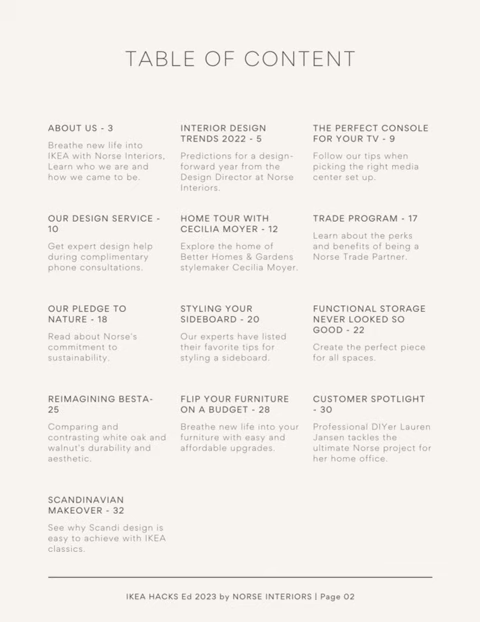 TABLE OF CONTENT
ABOUT US - 3
Breathe new life into
IKEA with Norse Interiors,
Learn who we are and
how we came to be.
INTERIOR DESIGN
TRENDS 2022 - 5
Predictions for a design-
forward year from the
Design Director at Norse
Interiors.
THE PERFECT CONSOLE
FOR YOUR TV - 9
Follow our tips when
picking the right media
center set up.
OUR DESIGN SERVICE -
10
Get expert design help
during complimentary
phone consultations.
HOME TOUR WITH
CECILIA MOYER - 12
Explore the home of
Better Homes & Gardens
stylemaker Cecilia Moyer.
TRADE PROGRAM - 17
Learn about the perks
and benefits of being a
Norse Trade Partner.
OUR PLEDGE TO
NATURE - 18
Read about Norse's
commitment to
sustainability.
STYLING YOUR
SIDEBOARD - 20
Our experts have listed
their favorite tips for
styling a sideboard.
FUNCTIONAL STORAGE
NEVER LOOKED SO
GOOD - 22
Create the perfect piece
for all spaces.
REIMAGINING BESTA-
25
Comparing and
contrasting white oak and
walnut's durability and
aesthetic.
FLIP YOUR FURNITURE
ON A BUDGET - 28
Breathe new life into your
furniture with easy and
affordable upgrades.
CUSTOMER SPOTLIGHT
- 30
Professional DIYer Lauren
Jansen tackles the
ultimate Norse project for
her home office.
SCANDINAVIAN
MAKEOVER - 32
See why Scandi design is
easy to achieve with IKEA
classics.
IKEA HACKS Ed 2023 by NORSE INTERIORS | Page 02